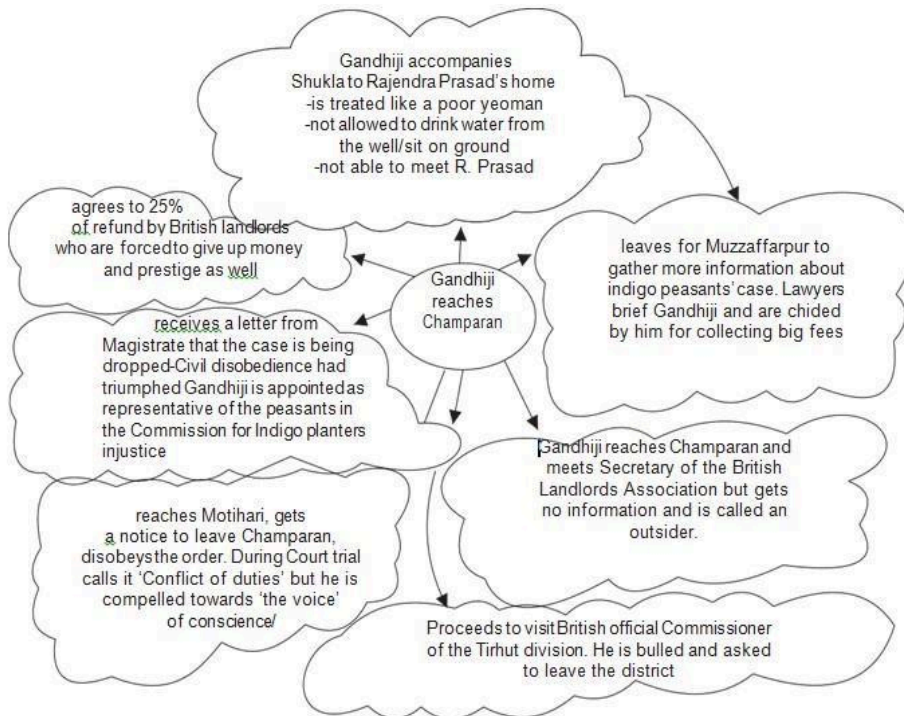 Gandhiji accompanies
Shukla to Rajendra Prasad's home
-is treated like a poor yeoman
-not allowed to drink water from
the well/sit on ground
-not able to meet R. Prasad
agrees to 25%
of refund by British landlords
who are forced to give up money
and prestige as well
Gandhiji
reaches
Champaran
leaves for Muzzaffarpur to
gather more information about
indigo peasants' case. Lawyers
brief Gandhiji and are chided
by him for collecting big fees
receives a letter from
Magistrate that the case is being
dropped-Civil disobedience had
triumphed Gandhiji is appointed as
representative of the peasants in
the Commission for Indigo planters
injustice
Gandhiji reaches Champaran and
meets Secretary of the British
Landlords Association but gets
no information and is called an
outsider.
reaches Motihari, gets
a notice to leave Champaran,
disobeys the order. During Court trial
calls it 'Conflict of duties' but he is
compelled towards 'the voice'
of conscience/
Proceeds to visit British official Commissioner
of the Tirhut division. He is bulled and asked
to leave the district